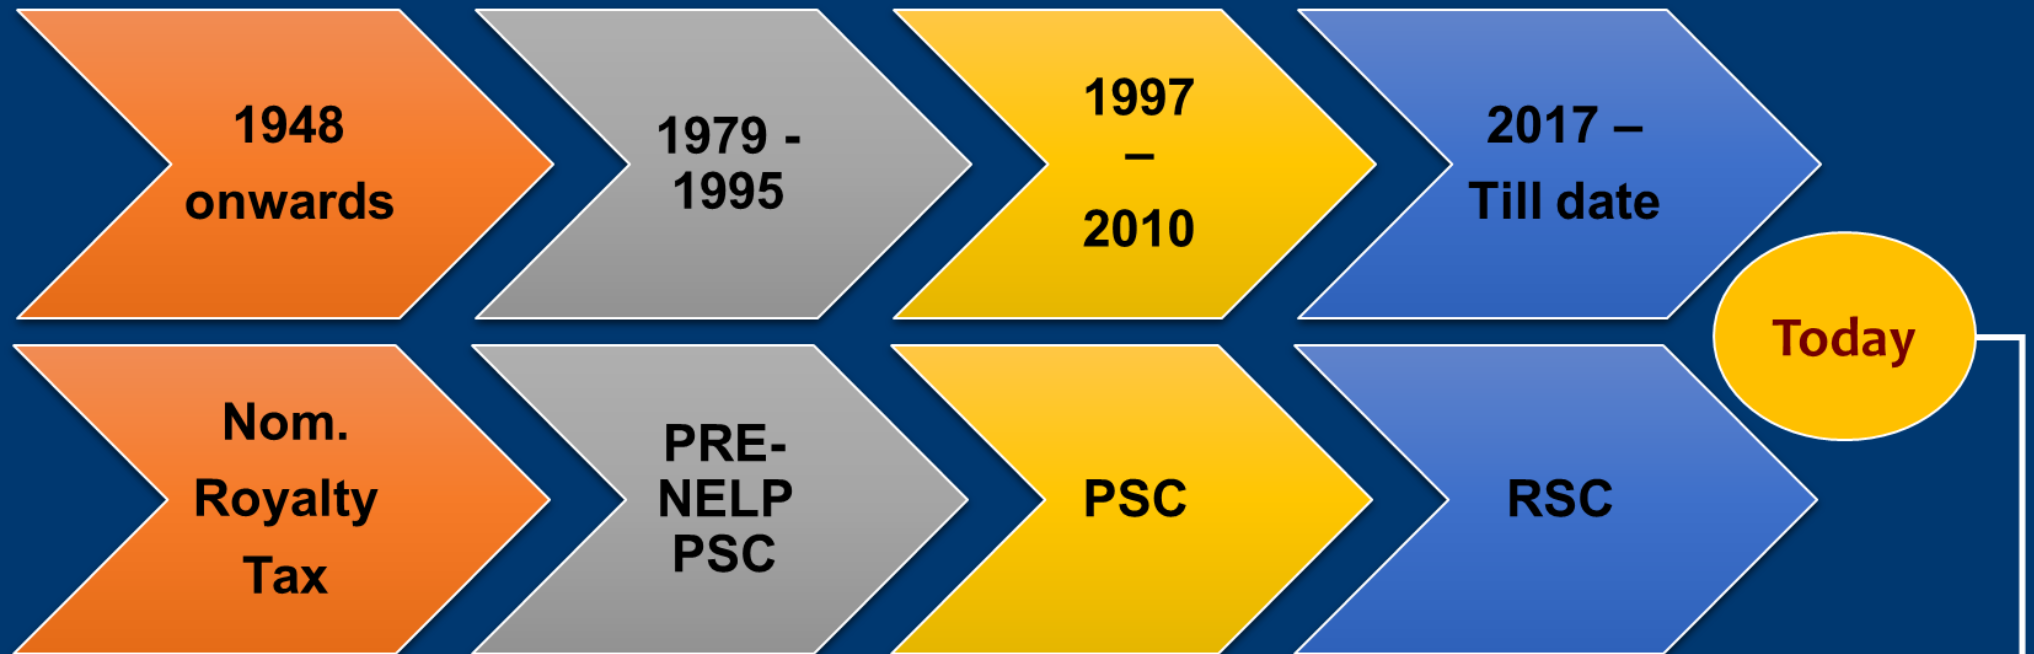 1948
onwards
1979 -
1995
1997
–
2010
2017 –
Till date
Today
Nom.
Royalty
Tax
PRE-
NELP
PSC
PSC
RSC